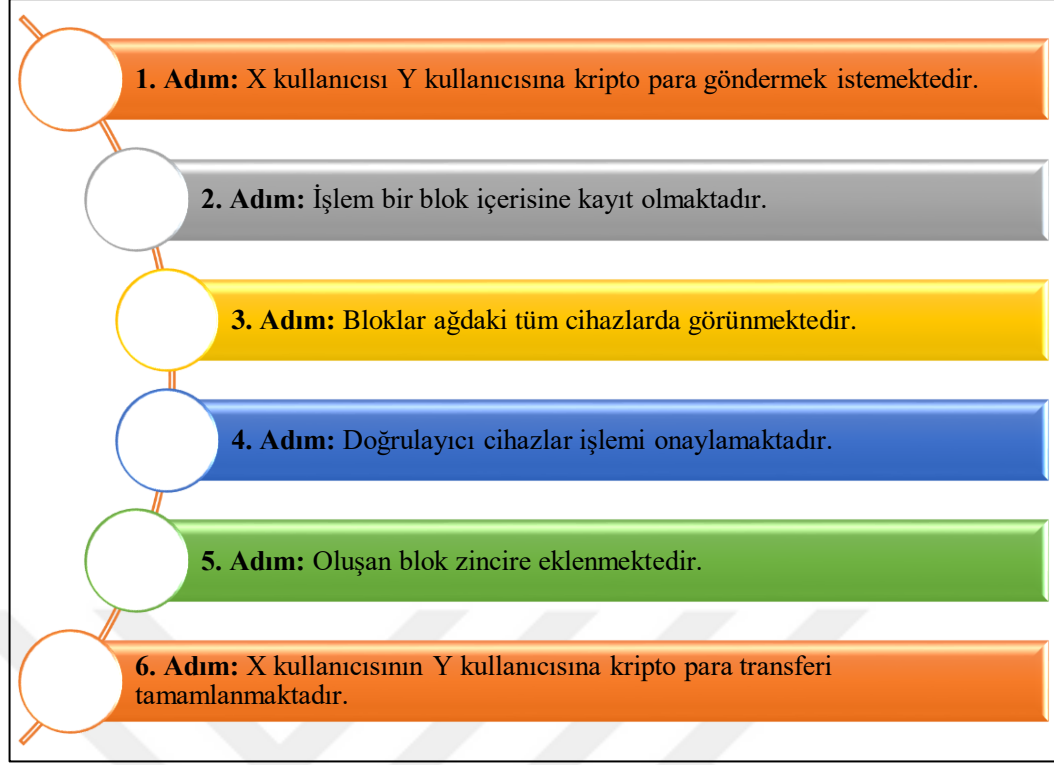 1. Adım: X kullanıcısı Y kullanıcısına kripto para göndermek istemektedir.
2. Adım: İşlem bir blok içerisine kayıt olmaktadır.
3. Adım: Bloklar ağdaki tüm cihazlarda görünmektedir.
4. Adım: Doğrulayıcı cihazlar işlemi onaylamaktadır.
5. Adım: Oluşan blok zincire eklenmektedir.
6. Adım: X kullanıcısının Y kullanıcısına kripto para transferi
tamamlanmaktadır.